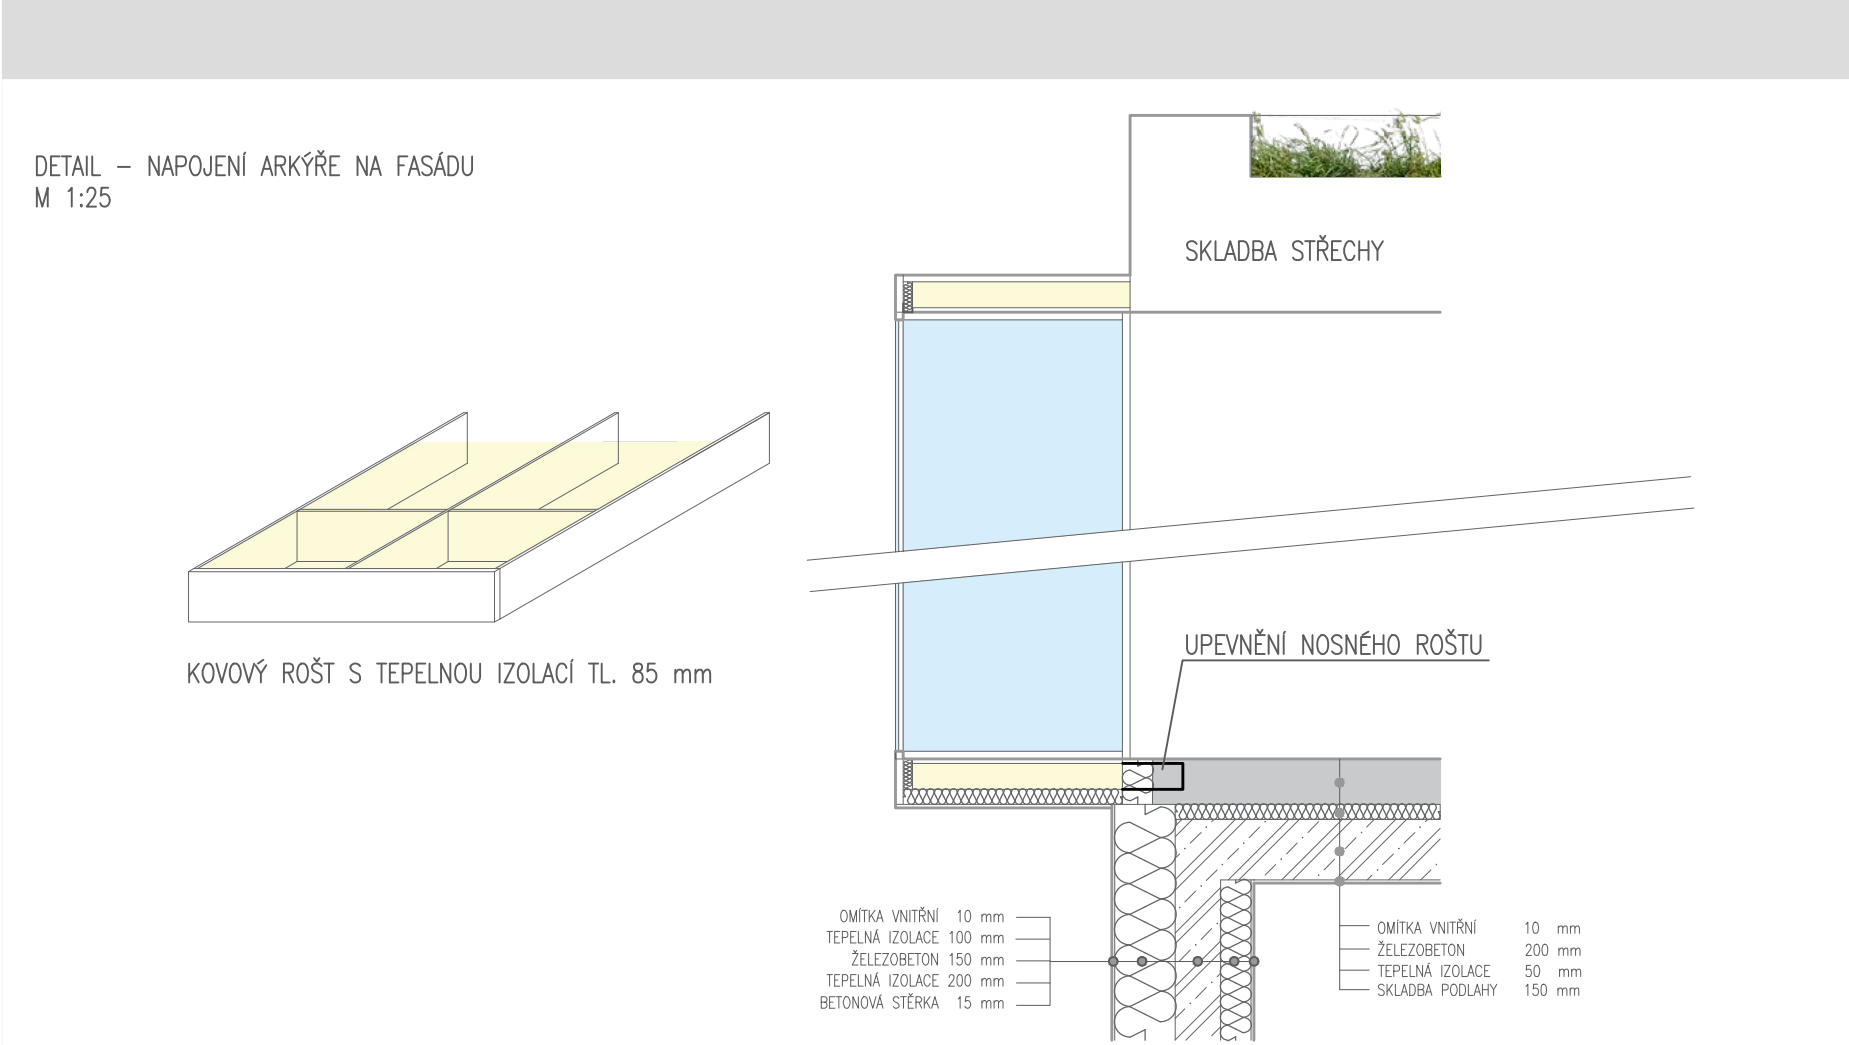 DETAIL – NAPOJENÍ ARKÝŘE NA FASÁDU
M 1:25
SKLADBA STŘECHY
UPEVNĚNÍ NOSNÉHO ROŠTU
KOVOVÝ ROŠT S TEPELNOU IZOLACÍ TL. 85 mm
OMÍTKA VNITŘNÍ 10 mm
TEPELNÁ IZOLACE 100 mm
ŽELEZOBETON 150 mm
TEPELNÁ IZOLACE 200 mm
BETONOVÁ STĚRKA 15 mm
OMÍTKA VNITŘNÍ 10 mm
ŽELEZOBETON 200 mm
TEPELNÁ IZOLACE 50 mm
SKLADBA PODLAHY 150 mm